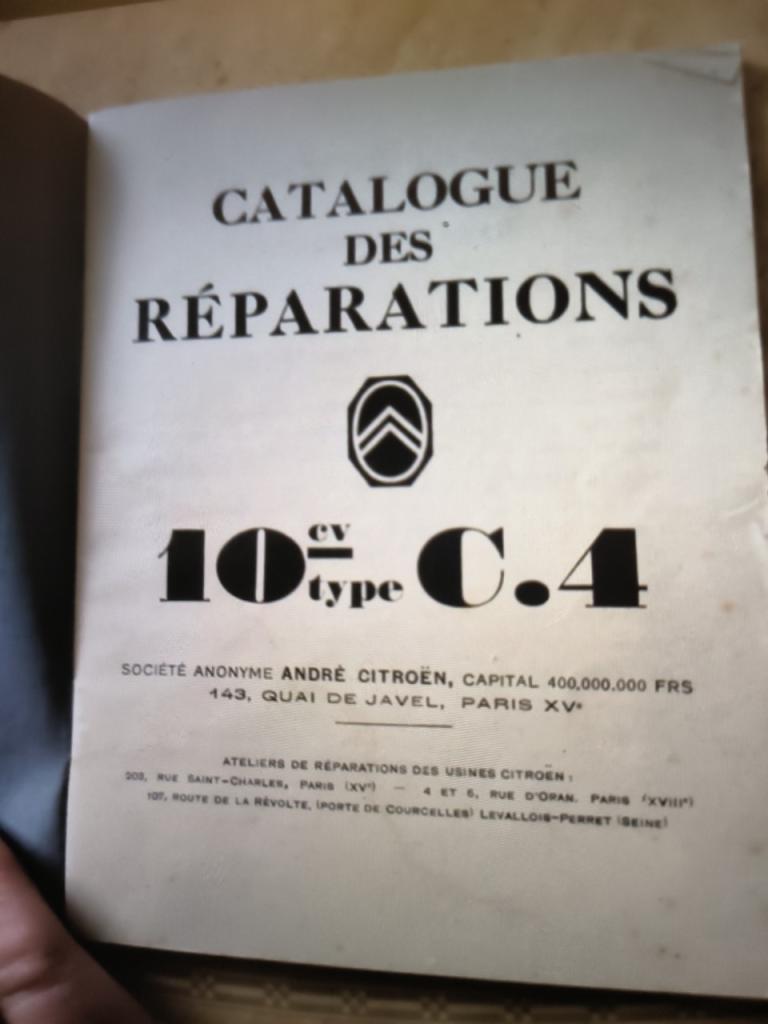 CATALOGUE
DES
RÉPARATIONS
10 cv type C.4
SOCIÉTÉ ANONYME ANDRÉ CITROËN, CAPITAL 400.000.000 FRS
143, QUAI DE JAVEL, PARIS XVe
ATELIERS DE RÉPARATIONS DES USINES CITROËN :
202, RUE SAINT-CHARLES, PARIS (XVe) — 4 ET 6, RUE D'ORAN. PARIS (XVIIIe)
107, ROUTE DE LA RÉVOLTE, (PORTE DE COURCELLES) LEVALLOIS-PERRET (SEINE)